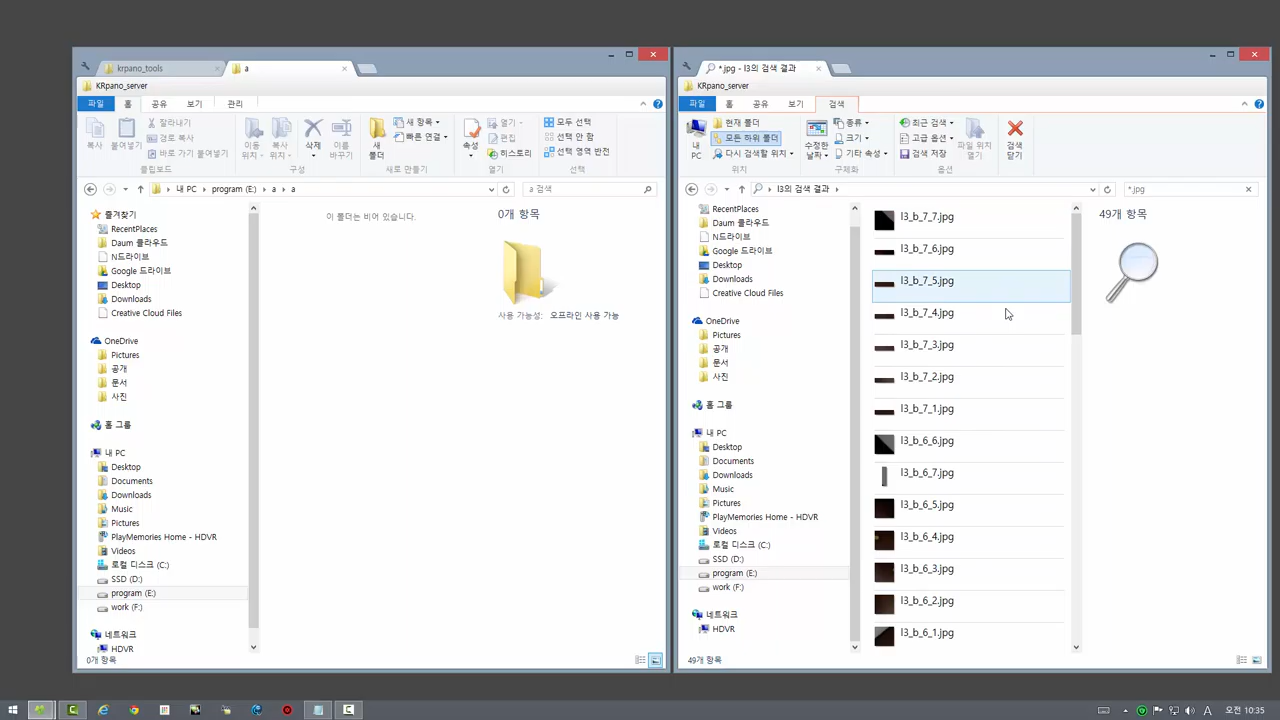 krpano_tools
a
KRpano_server
파일
홈
공유
보기
관리
복사
붙여넣기
잘라내기
경로 복사
바로 가기 붙여넣기
클립보드
이동 위치
복사 위치
삭제
이름 바꾸기
구성
새 폴더
새 항목
빠른 연결
새로 만들기
속성
열기
편집
히스토리
열기
모두 선택
선택 안 함
선택 영역 반전
선택
내 PC
program (E:)
a
a
a 검색
즐겨찾기
RecentPlaces
Daum 클라우드
N드라이브
Google 드라이브
Desktop
Downloads
Creative Cloud Files
OneDrive
Pictures
공개
문서
사진
홈 그룹
내 PC
Desktop
Documents
Downloads
Music
Pictures
PlayMemories Home - HDVR
Videos
로컬 디스크 (C:)
SSD (D:)
program (E:)
work (F:)
네트워크
HDVR
이 폴더는 비어 있습니다.
0개 항목
사용 가능성: 오프라인 사용 가능
0개 항목
*.jpg - l3의 검색 결과
KRpano_server
파일
홈
공유
보기
검색
내 PC
현재 폴더
모든 하위 폴더
다시 검색할 위치
위치
수정한 날짜
종류
크기
기타 속성
구체화
최근 검색
고급 옵션
검색 저장
파일 위치 열기
옵션
검색 닫기
l3의 검색 결과
*.jpg
RecentPlaces
Daum 클라우드
N드라이브
Google 드라이브
Desktop
Downloads
Creative Cloud Files
OneDrive
Pictures
공개
문서
사진
홈 그룹
내 PC
Desktop
Documents
Downloads
Music
Pictures
PlayMemories Home - HDVR
Videos
로컬 디스크 (C:)
SSD (D:)
program (E:)
work (F:)
네트워크
HDVR
l3_b_7_7.jpg
l3_b_7_6.jpg
l3_b_7_5.jpg
l3_b_7_4.jpg
l3_b_7_3.jpg
l3_b_7_2.jpg
l3_b_7_1.jpg
l3_b_6_6.jpg
l3_b_6_7.jpg
l3_b_6_5.jpg
l3_b_6_4.jpg
l3_b_6_3.jpg
l3_b_6_2.jpg
l3_b_6_1.jpg
49개 항목
49개 항목
A
오전 10:35